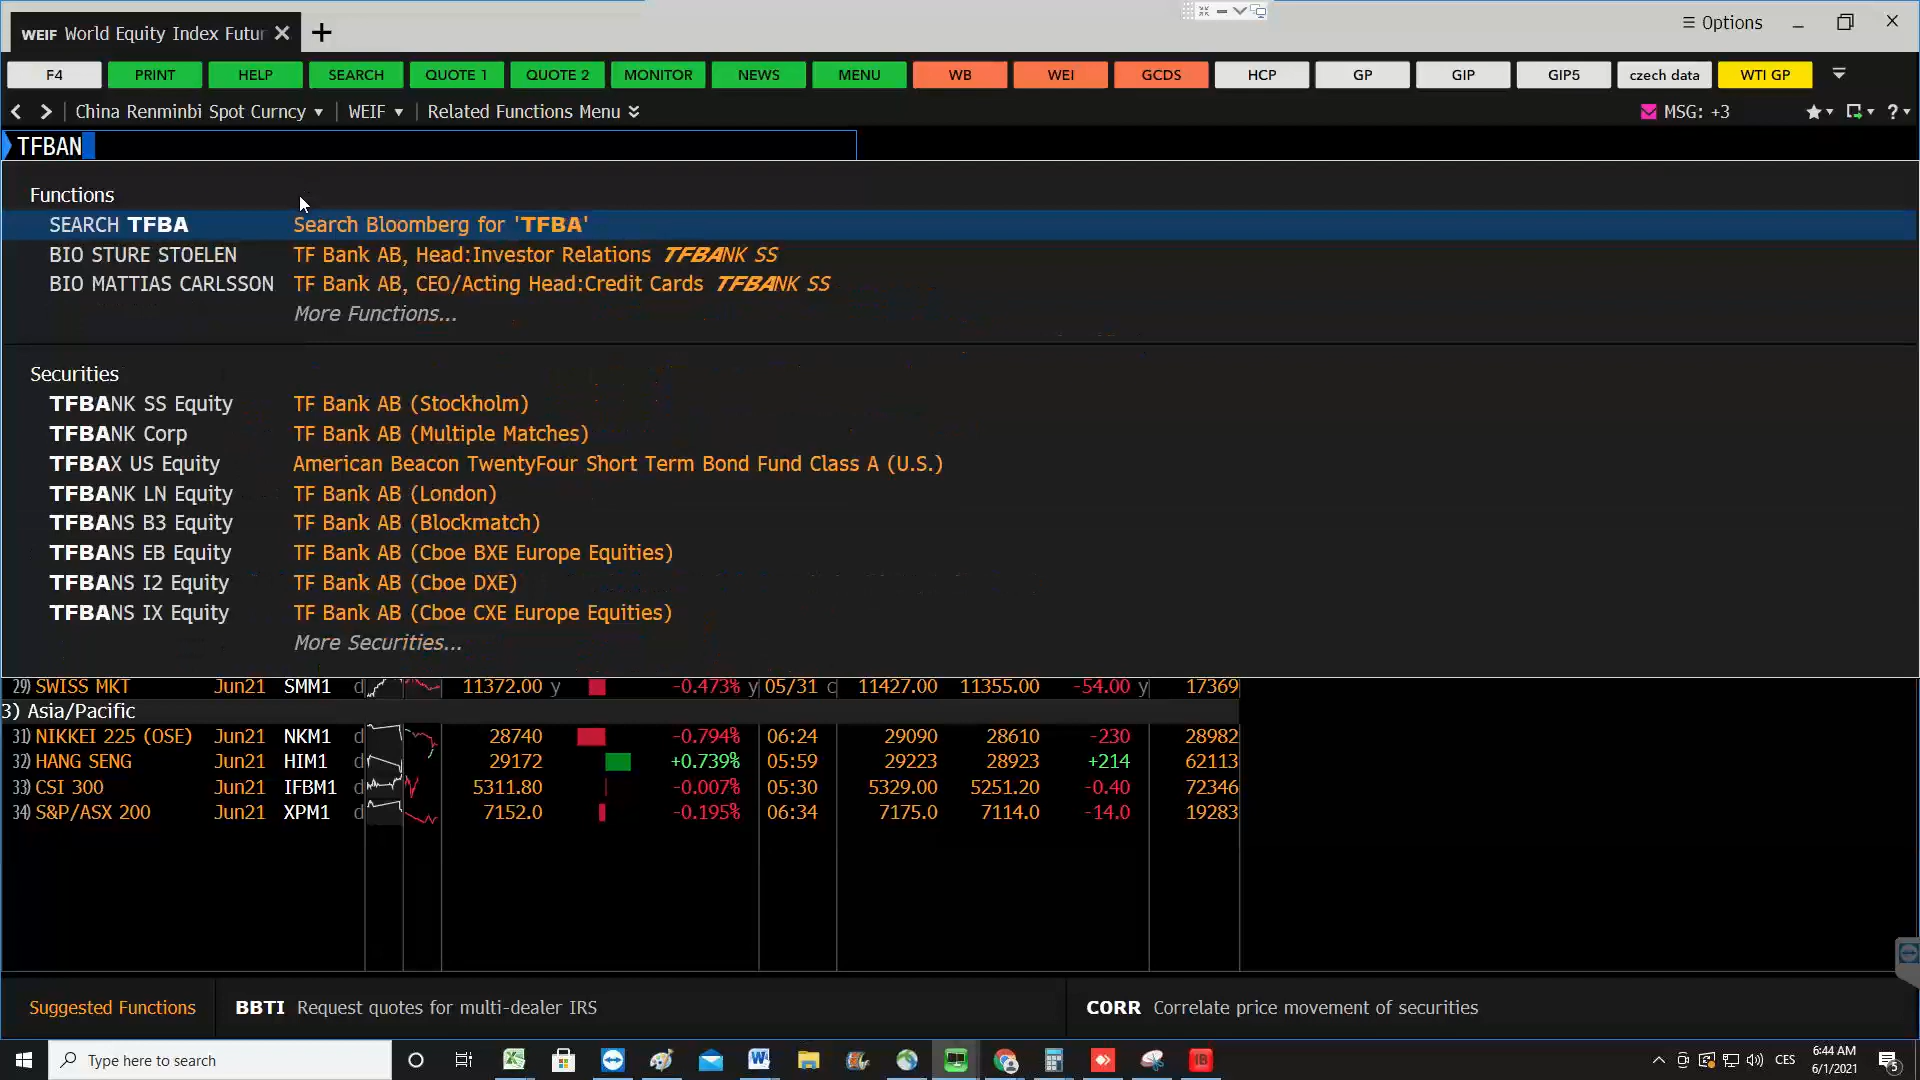 WEIF World Equity Index Futur
Options
F4 PRINT HELP SEARCH QUOTE 1 QUOTE 2 MONITOR NEWS MENU WB WEI GCDS HCP GP GIP GIP5 czech data WTI GP
China Renminbi Spot Curncy WEIF Related Functions Menu MSG: +3
TFBAN
Functions
SEARCH TFBA Search Bloomberg for 'TFBA'
BIO STURE STOELEN TF Bank AB, Head:Investor Relations TFBANK SS
BIO MATTIAS CARLSSON TF Bank AB, CEO/Acting Head:Credit Cards TFBANK SS
More Functions...
Securities
TFBANK SS Equity TF Bank AB (Stockholm)
TFBANK Corp TF Bank AB (Multiple Matches)
TFBAX US Equity American Beacon TwentyFour Short Term Bond Fund Class A (U.S.)
TFBANK LN Equity TF Bank AB (London)
TFBANS B3 Equity TF Bank AB (Blockmatch)
TFBANS EB Equity TF Bank AB (Cboe BXE Europe Equities)
TFBANS I2 Equity TF Bank AB (Cboe DXE)
TFBANS IX Equity TF Bank AB (Cboe CXE Europe Equities)
More Securities...
29) SWISS MKT Jun21 SMM1 d 11372.00 y -0.473% y 05/31 c 11427.00 11355.00 -54.00 y 17369
3) Asia/Pacific
31) NIKKEI 225 (OSE) Jun21 NKM1 d 28740 -0.794% 06:24 29090 28610 -230 28982
32) HANG SENG Jun21 HIM1 d 29172 +0.739% 05:59 29223 28923 +214 62113
33) CSI 300 Jun21 IFBM1 d 5311.80 -0.007% 05:30 5329.00 5251.20 -0.40 72346
34) S&P/ASX 200 Jun21 XPM1 d 7152.0 -0.195% 06:34 7175.0 7114.0 -14.0 19283
Suggested Functions BBTI Request quotes for multi-dealer IRS CORR Correlate price movement of securities
Type here to search
IB
CES
6:44 AM
6/1/2021
5